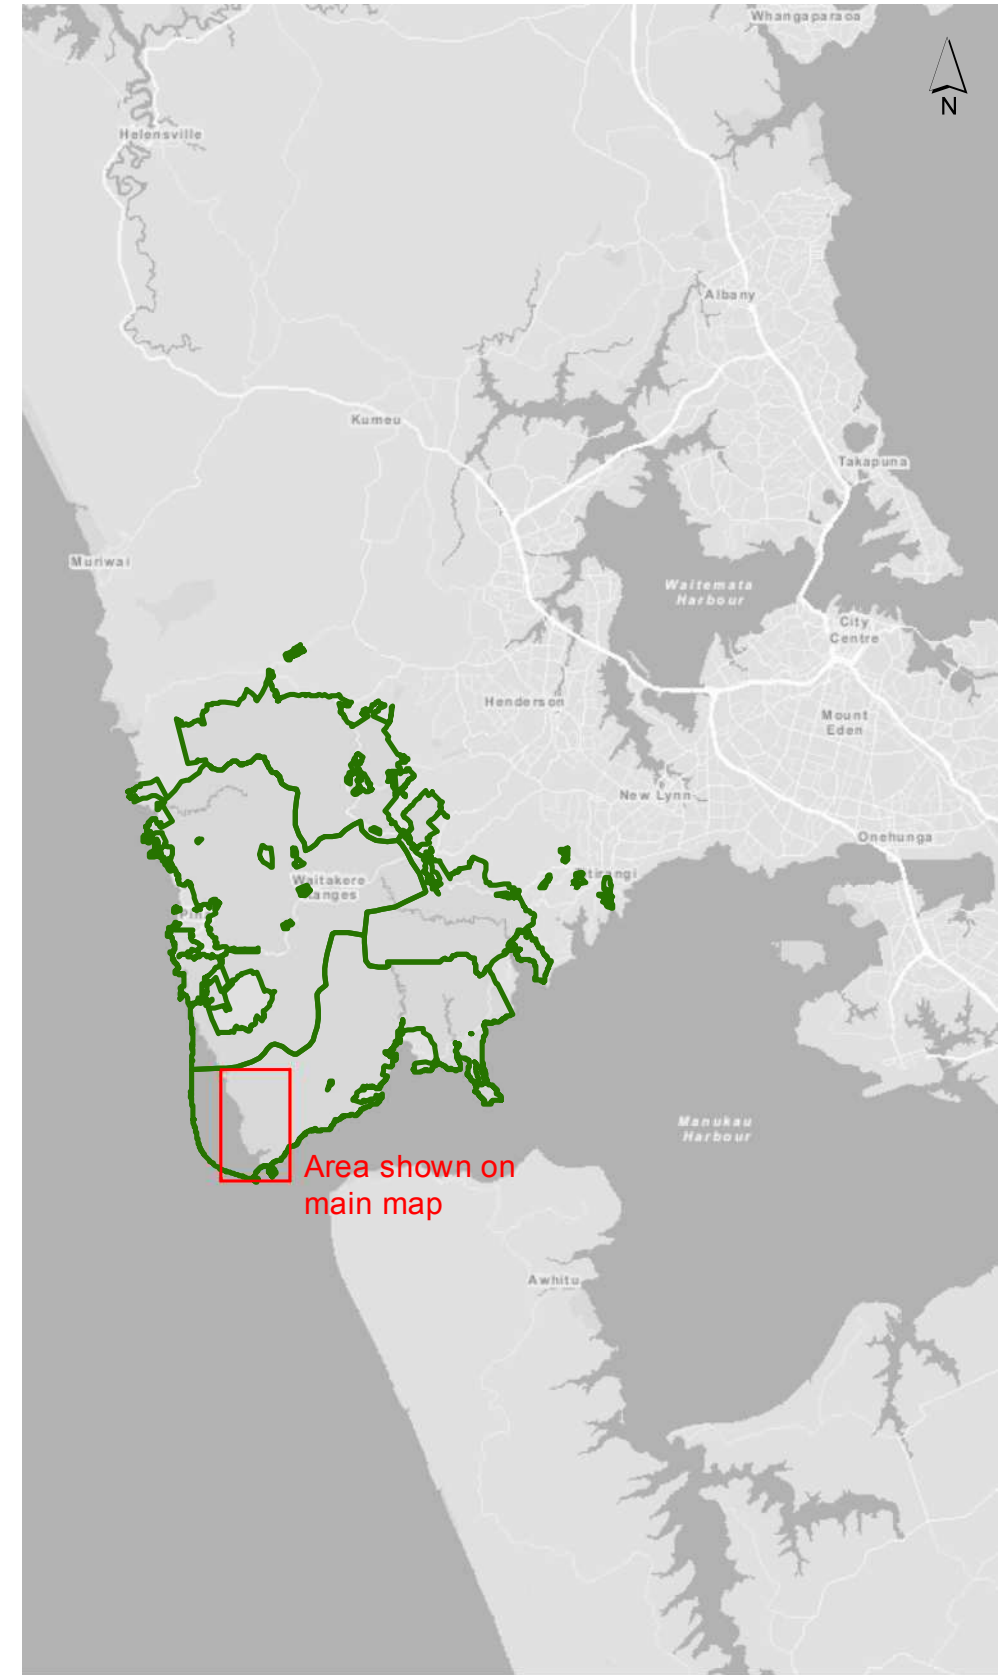 Whangaparaoa
N
Helensville
Albany
Kumeu
Takapuna
Muriwai
Waitemata
Harbour
City
Centre
Henderson
Mount
Eden
New Lynn
Onehunga
Waitakere
Ranges
tirangi
Manukau
Harbour
Area shown on
main map
Awhitu